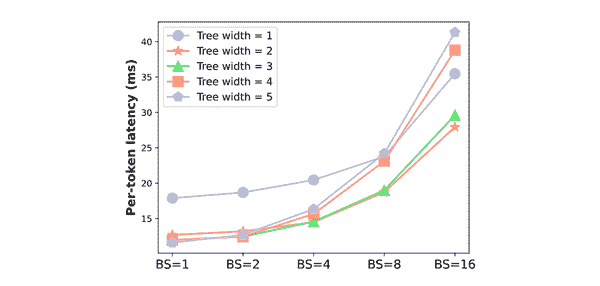 Per-token latency (ms)
40
35
30
25
20
15
Tree width = 1
Tree width = 2
Tree width = 3
Tree width = 4
Tree width = 5
BS=1 BS=2 BS=4 BS=8 BS=16